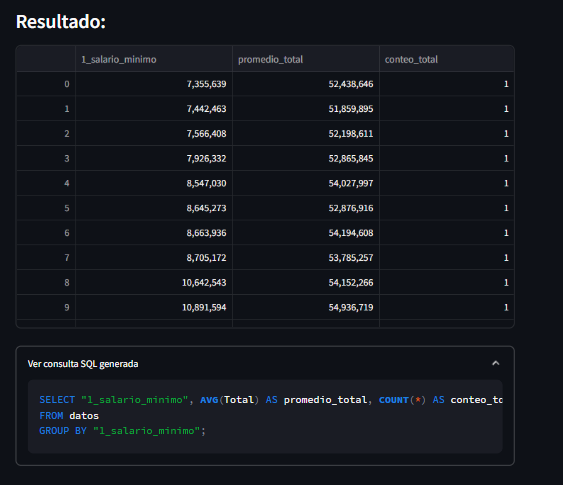 Resultado:
1_salario_minimo promedio_total conteo_total
0 7,355,639 52,438,646 1
1 7,442,463 51,859,895 1
2 7,566,408 52,198,611 1
3 7,926,332 52,865,845 1
4 8,547,030 54,027,997 1
5 8,645,273 52,876,916 1
6 8,663,936 54,194,608 1
7 8,705,172 53,785,257 1
8 10,642,543 54,152,266 1
9 10,891,594 54,936,719 1
Ver consulta SQL generada
SELECT "1_salario_minimo", AVG(Total) AS promedio_total, COUNT(*) AS conteo_to
FROM datos
GROUP BY "1_salario_minimo";